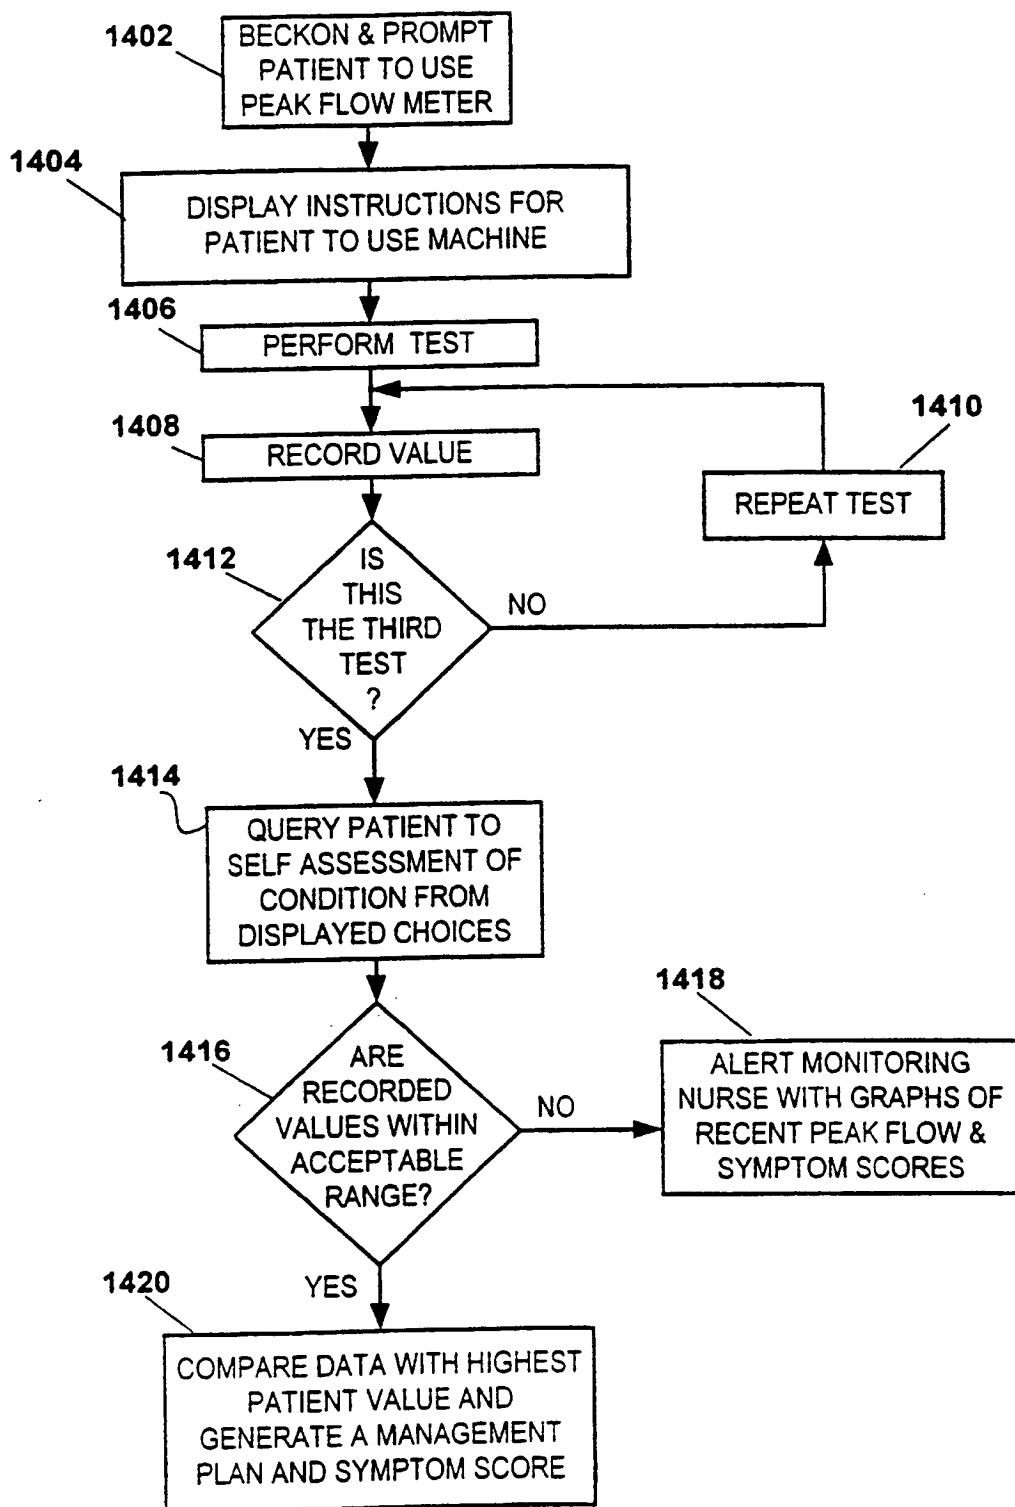 1402
BECKON & PROMPT
PATIENT TO USE
PEAK FLOW METER
1404
DISPLAY INSTRUCTIONS FOR
PATIENT TO USE MACHINE
1406
PERFORM TEST
1408
RECORD VALUE
1410
REPEAT TEST
1412
IS
THIS
THE THIRD
TEST
?
NO
YES
1414
QUERY PATIENT TO
SELF ASSESSMENT OF
CONDITION FROM
DISPLAYED CHOICES
1416
ARE
RECORDED
VALUES WITHIN
ACCEPTABLE
RANGE?
NO
1418
ALERT MONITORING
NURSE WITH GRAPHS OF
RECENT PEAK FLOW &
SYMPTOM SCORES
YES
1420
COMPARE DATA WITH HIGHEST
PATIENT VALUE AND
GENERATE A MANAGEMENT
PLAN AND SYMPTOM SCORE